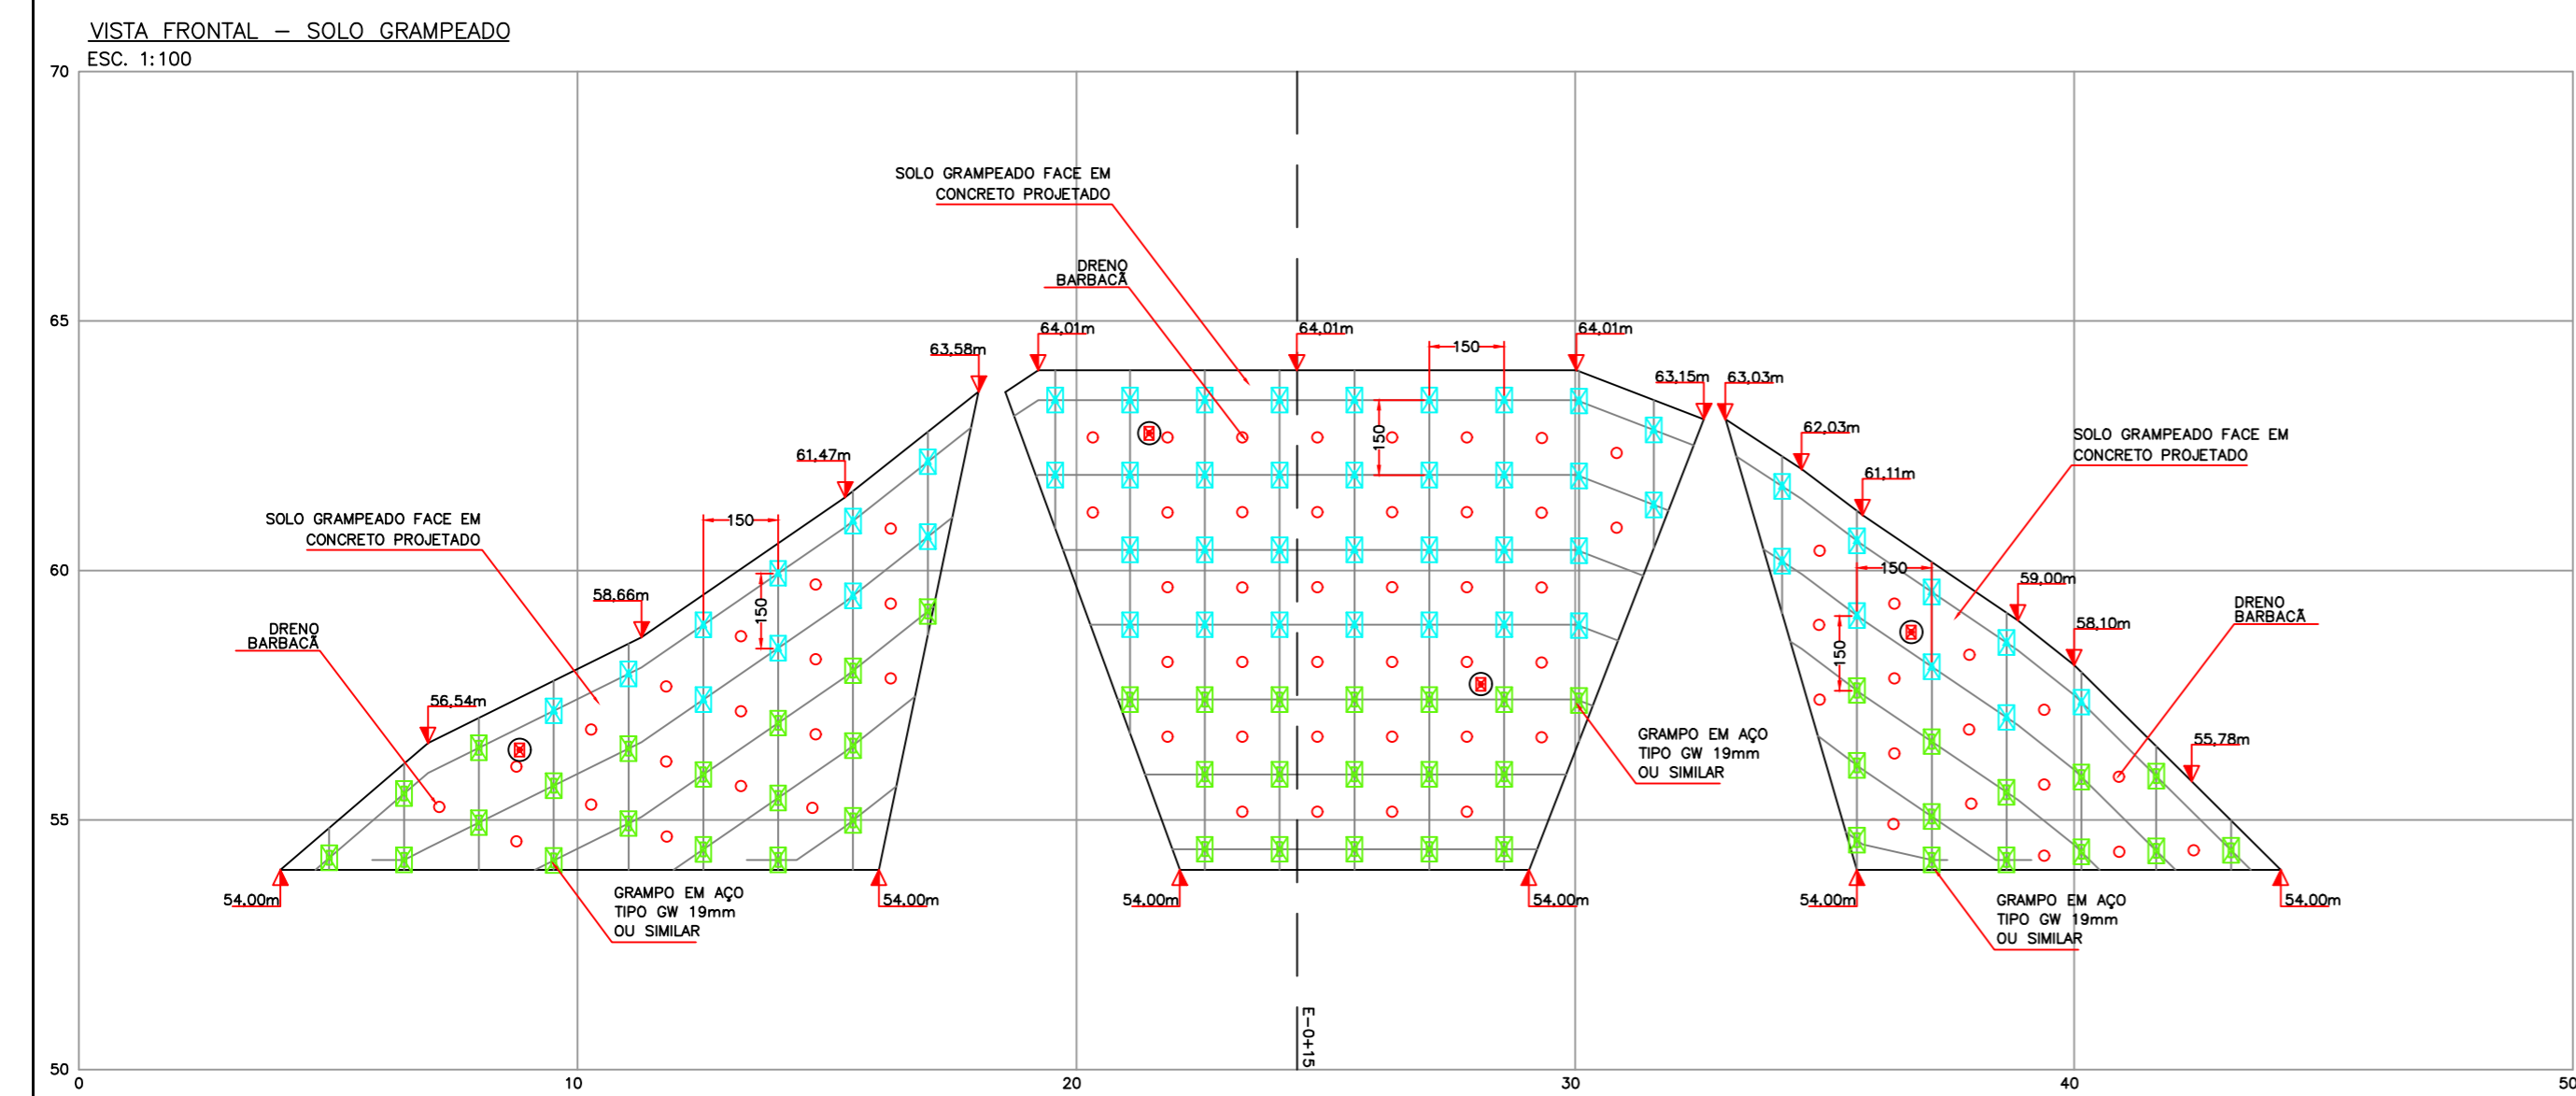 VISTA FRONTAL – SOLO GRAMPEADO
ESC. 1:100
70
SOLO GRAMPEADO FACE EM
CONCRETO PROJETADO
DRENO
BARBACÃ
65
64,01m
64,01m
64,01m
63,58m
150
63,15m
63,03m
150
62,03m
61,47m
61,11m
SOLO GRAMPEADO FACE EM
CONCRETO PROJETADO
SOLO GRAMPEADO FACE EM
CONCRETO PROJETADO
150
60
150
59,00m
58,66m
150
DRENO
BARBACÃ
DRENO
BARBACÃ
58,10m
150
56,54m
GRAMPO EM AÇO
TIPO GW 19mm
OU SIMILAR
55,78m
55
54.00m
54.00m
54.00m
54.00m
54.00m
54.00m
GRAMPO EM AÇO
TIPO GW 19mm
OU SIMILAR
GRAMPO EM AÇO
TIPO GW 19mm
OU SIMILAR
E-0+15
50
0
10
20
30
40
50